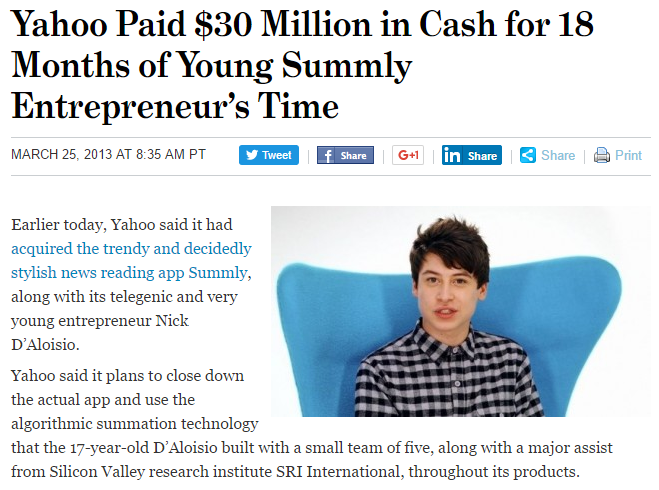 Yahoo Paid $30 Million in Cash for 18
Months of Young Summly
Entrepreneur’s Time
MARCH 25, 2013 AT 8:35 AM PT
Tweet
Share
G+1
in Share
Share
Print
Earlier today, Yahoo said it had
acquired the trendy and decidedly
stylish news reading app Summly,
along with its telegenic and very
young entrepreneur Nick
D’Aloisio.
Yahoo said it plans to close down
the actual app and use the
algorithmic summation technology
that the 17-year-old D’Aloisio built with a small team of five, along with a major assist
from Silicon Valley research institute SRI International, throughout its products.